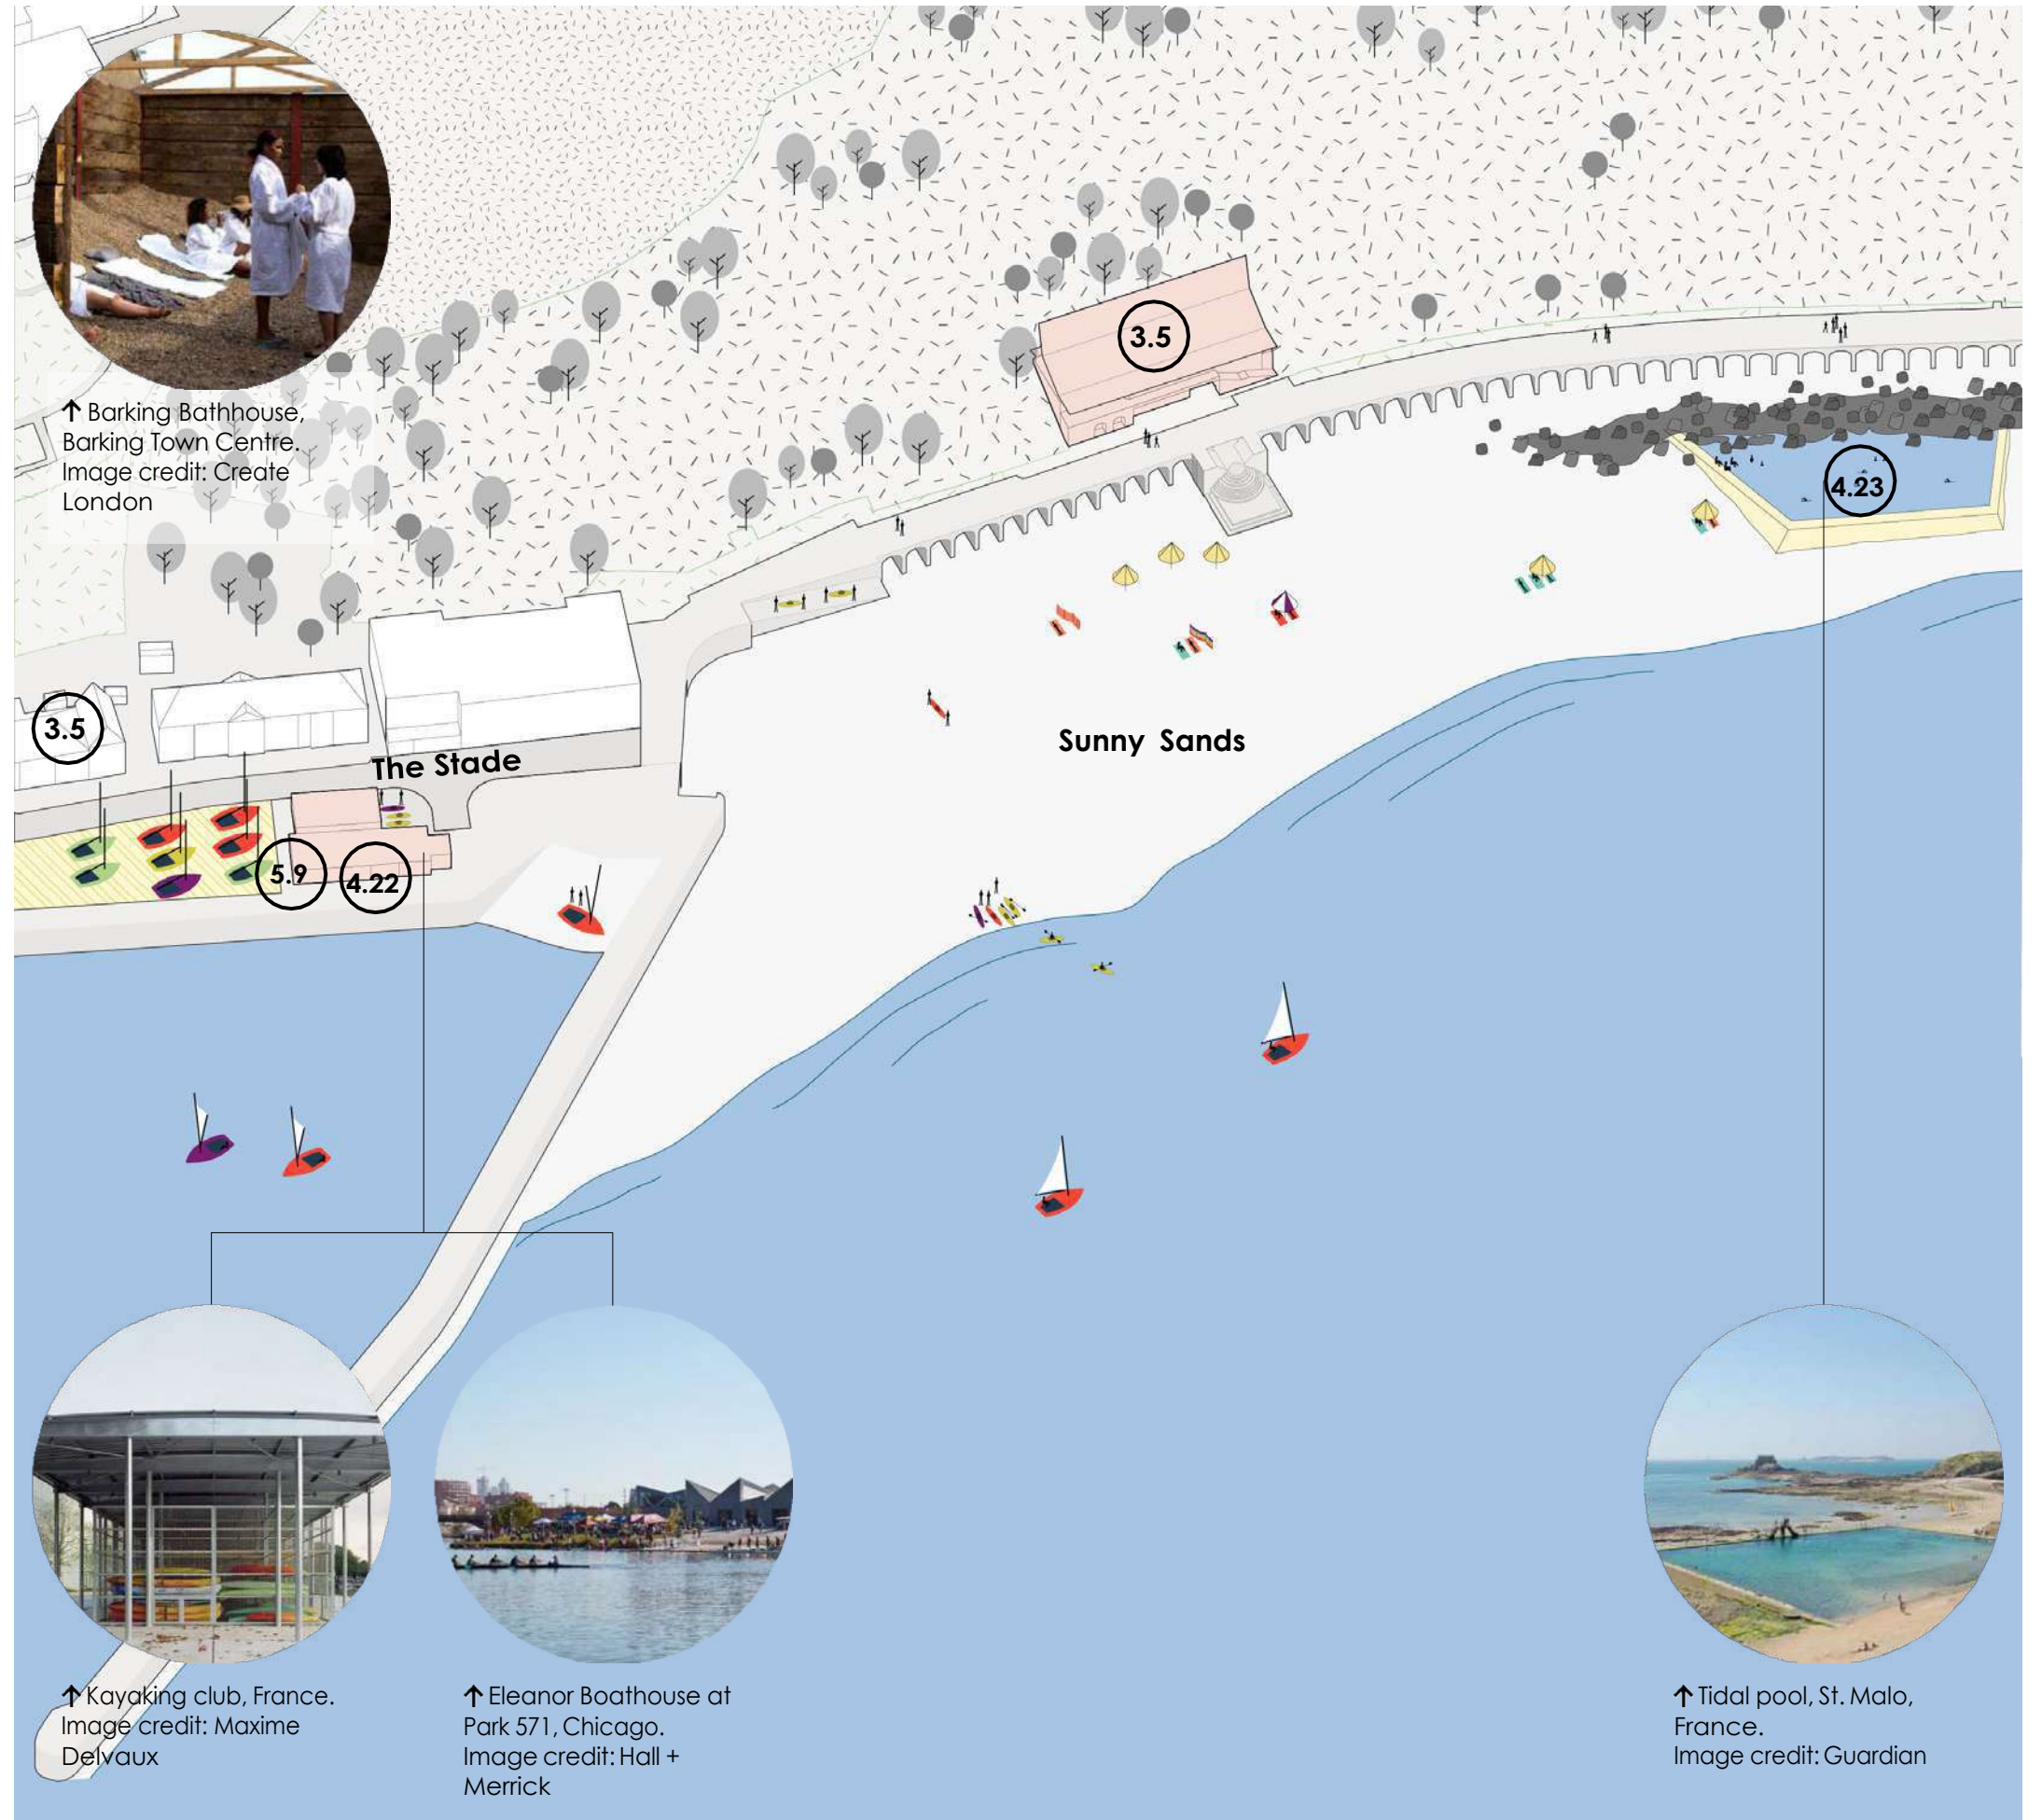 ↑ Barking Bathhouse,
Barking Town Centre.
Image credit: Create
London
3.5
4.23
3.5
The Stade
Sunny Sands
5.9
4.22
↑ Kayaking club, France.
Image credit: Maxime
Delvaux
↑ Eleanor Boathouse at
Park 571, Chicago.
Image credit: Hall +
Merrick
↑ Tidal pool, St. Malo,
France.
Image credit: Guardian